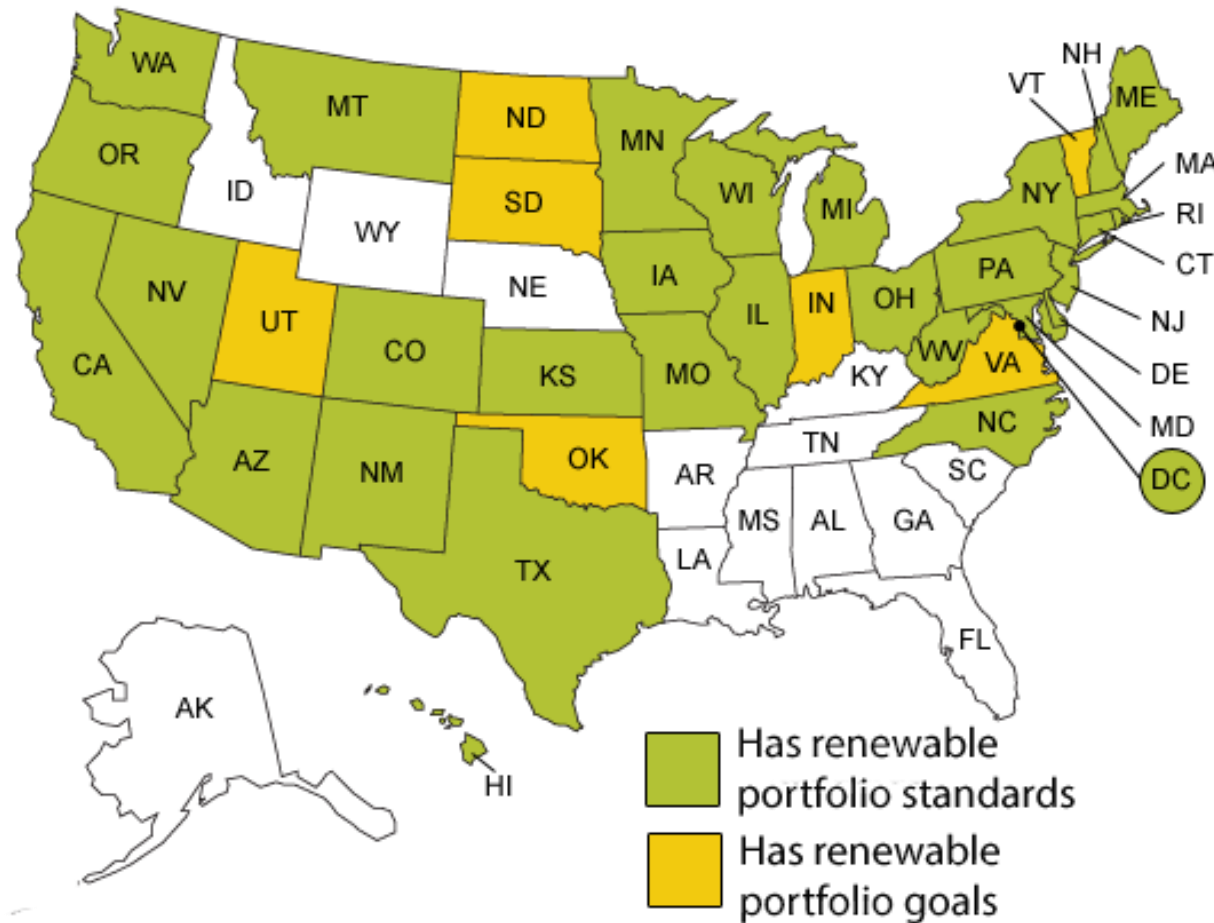 NH
WA
VT
ME
MT
ND
MN
OR
MA
ID
SD
WI
MI
NY
RI
WY
CT
IA
PA
NE
NV
IL
IN
OH
NJ
UT
CO
WV
VA
CA
KS
MO
KY
DE
NC
MD
TN
AZ
NM
OK
AR
SC
DC
MS
AL
GA
LA
TX
FL
AK
HI
Has renewable
portfolio standards
Has renewable
portfolio goals